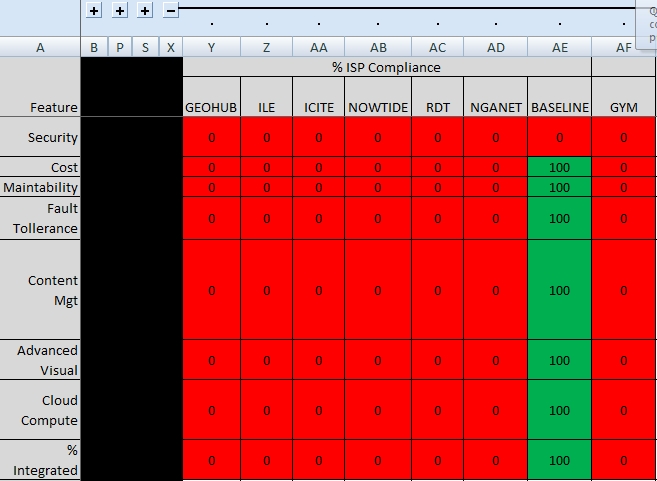 A B P S X Y Z AA AB AC AD AE AF
% ISP Compliance
Feature GEOHUB ILE ICITE NOWTIDE RDT NGANET BASELINE GYM
Security 0 0 0 0 0 0 0 0
Cost 0 0 0 0 0 0 100 0
Maintability 0 0 0 0 0 0 100 0
Fault
Tollerance 0 0 0 0 0 0 100 0
Content
Mgt 0 0 0 0 0 0 100 0
Advanced
Visual 0 0 0 0 0 0 100 0
Cloud
Compute 0 0 0 0 0 0 100 0
%
Integrated 0 0 0 0 0 0 100 0